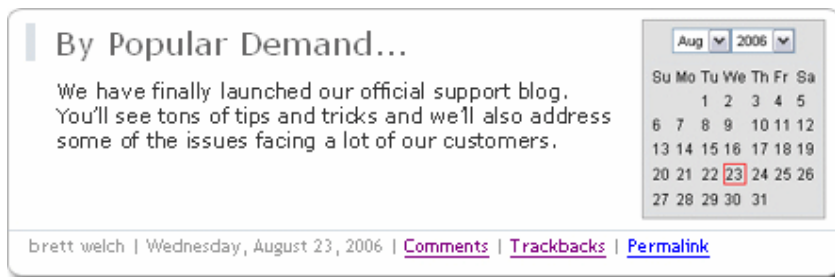 By Popular Demand...
We have finally launched our official support blog.
You'll see tons of tips and tricks and we'll also address
some of the issues facing a lot of our customers.
Aug 2006
Su Mo Tu We Th Fr Sa
1 2 3 4 5
6 7 8 9 10 11 12
13 14 15 16 17 18 19
20 21 22 23 24 25 26
27 28 29 30 31
brett welch | Wednesday, August 23, 2006 | Comments | Trackbacks | Permalink